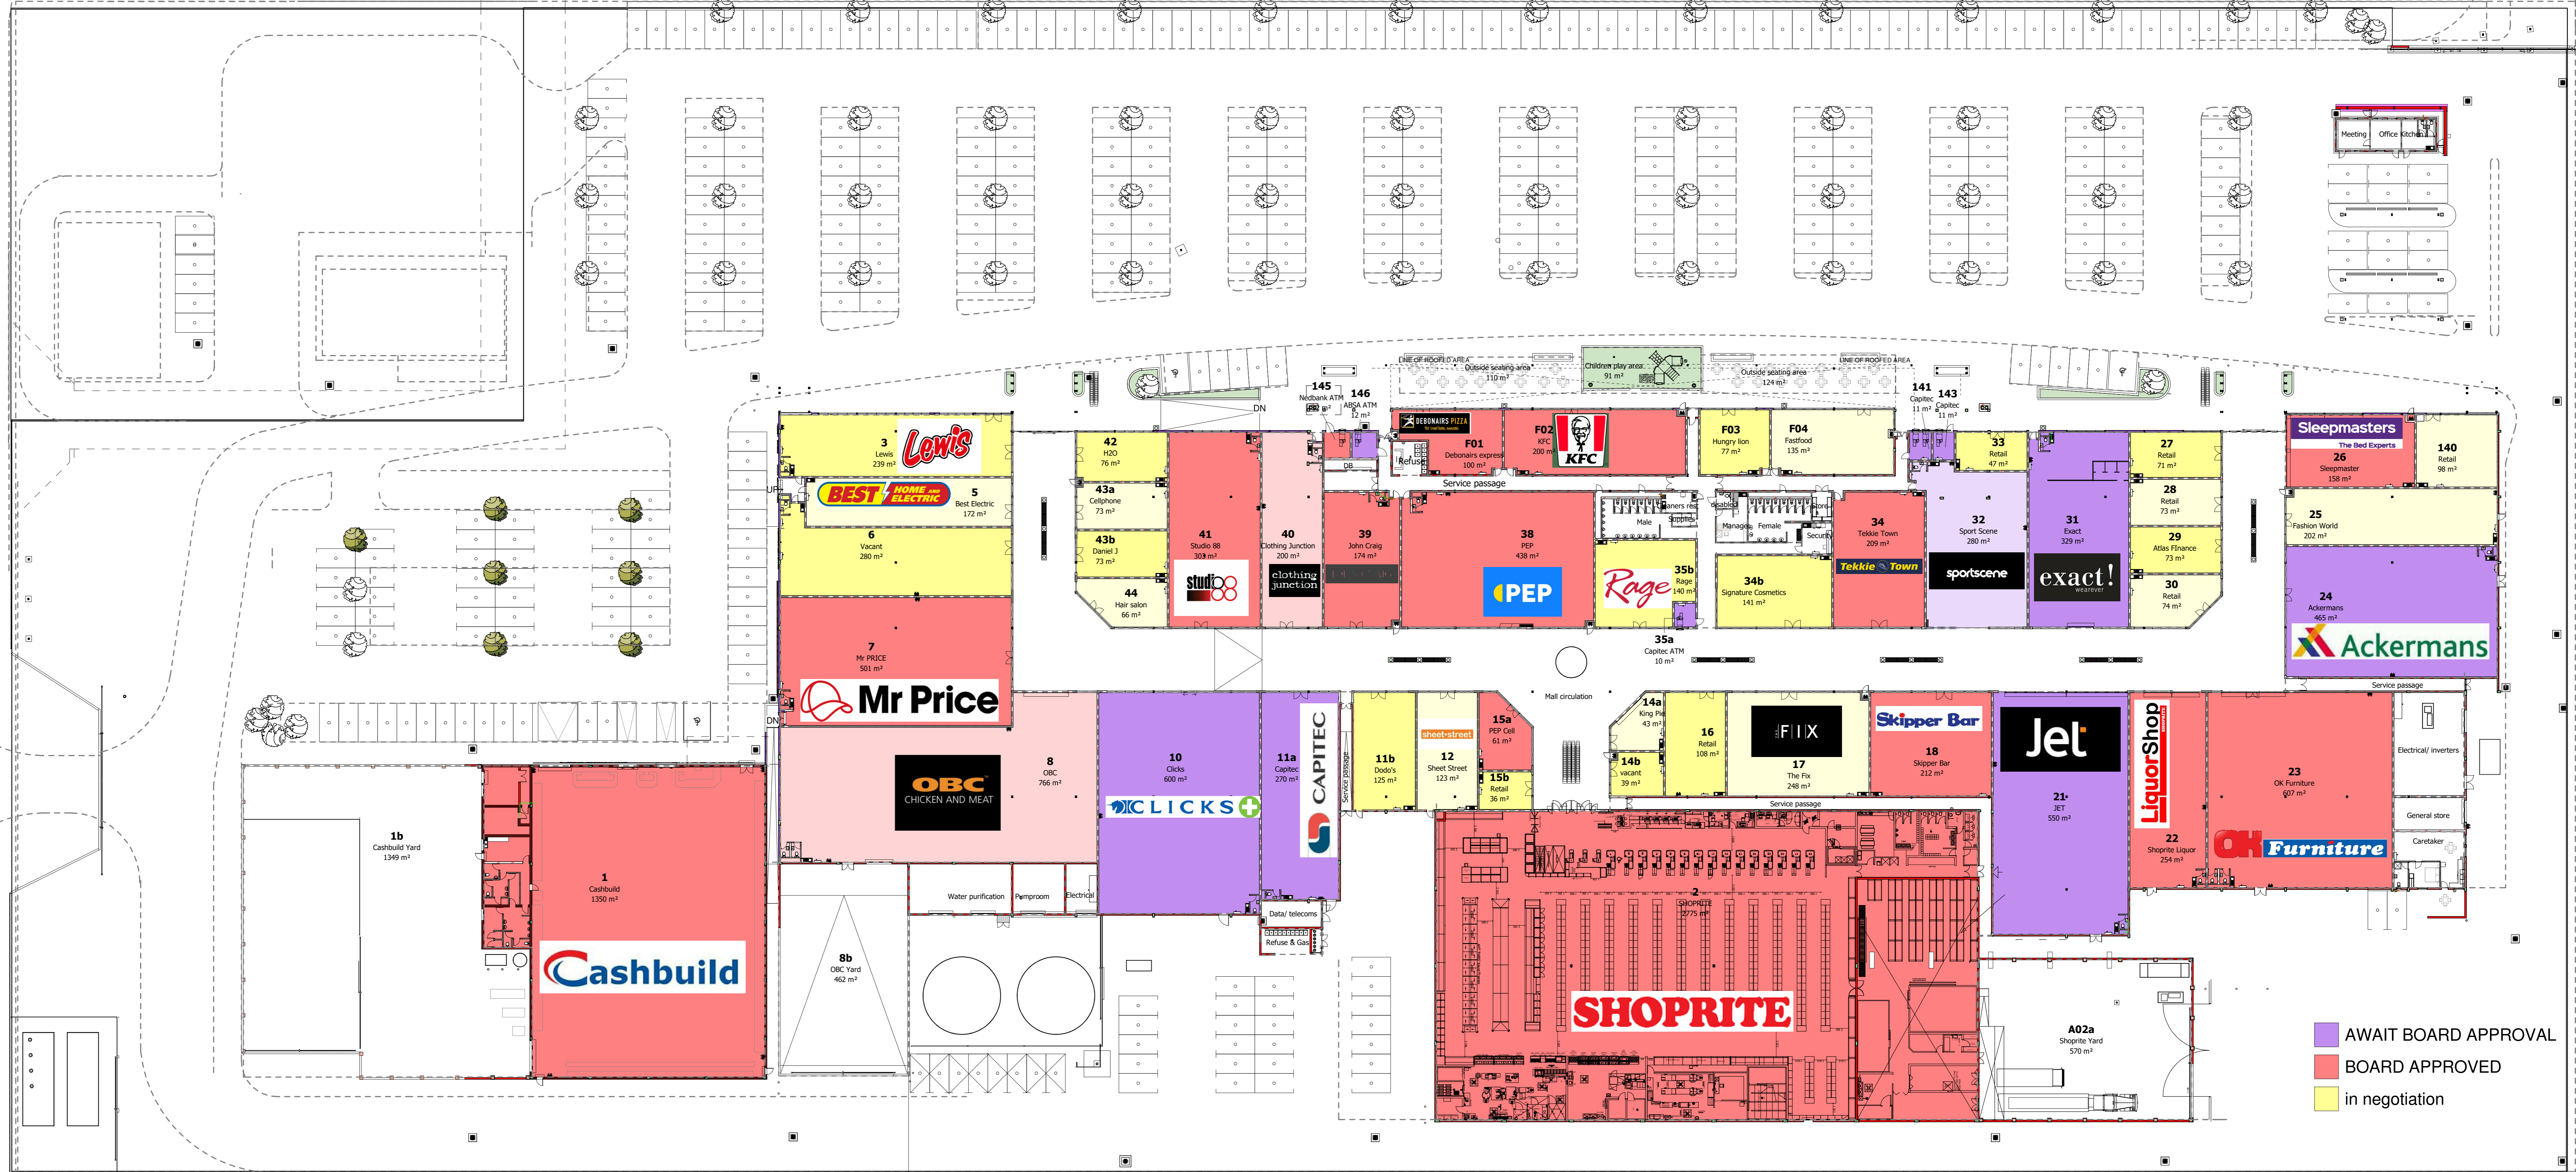 Meeting
Office
Kitchen
LINE OF ROOFED AREA
Outside seating area
110 m²
Children play area
91 m²
Outside seating area
124 m²
LINE OF ROOFED AREA
145
Nedbank ATM
146
ABSA ATM
12 m²
141
Capitec
11 m²
143
Capitec
11 m²
DN
3
Lewis
239 m²
Lewis
UP
BEST HOME AND ELECTRIC
5
Best Electric
172 m²
6
Vacant
280 m²
7
Mr PRICE
501 m²
Mr Price
DN
42
H2O
76 m²
43a
Cellphone
73 m²
43b
Daniel J
73 m²
44
Hair salon
66 m²
41
Studio 88
303 m²
studio 88
40
Clothing Junction
200 m²
clothing
junction
DB
39
John Craig
174 m²
Refuse
DEBONAIRS PIZZA
F01
Debonairs express
100 m²
F02
KFC
200 m²
KFC
F03
Hungry lion
77 m²
F04
Fastfood
135 m²
Service passage
38
PEP
438 m²
PEP
Male
Cleaners rest
Supplies
disabled
Manager
Female
Store
Security
Rage
35b
Rage
140 m²
35a
Capitec ATM
10 m²
34b
Signature Cosmetics
141 m²
34
Tekkie Town
209 m²
Tekkie Town
32
Sport Scene
280 m²
sportscene
33
Retail
47 m²
31
Exact
329 m²
exact!
wearever
27
Retail
71 m²
28
Retail
73 m²
29
Atlas FInance
73 m²
30
Retail
74 m²
Sleepmasters
The Bed Experts
26
Sleepmaster
158 m²
140
Retail
98 m²
25
Fashion World
202 m²
24
Ackermans
465 m²
Ackermans
Service passage
Mall circulation
8
OBC
766 m²
OBC
CHICKEN AND MEAT
10
Clicks
600 m²
CLICKS
11a
Capitec
270 m²
CAPITEC
Service passage
11b
Dodo's
125 m²
sheet•street
12
Sheet Street
123 m²
15a
PEP Cell
61 m²
15b
Retail
36 m²
14a
King Pie
43 m²
14b
vacant
39 m²
16
Retail
108 m²
FIX
17
The Fix
248 m²
Skipper Bar
18
Skipper Bar
212 m²
Service passage
Jet
21
JET
550 m²
LiquorShop
SHOPRITE
22
Shoprite Liquor
254 m²
23
OK Furniture
607 m²
OK Furniture
Electrical/ inverters
General store
Caretaker
1b
Cashbuild Yard
1349 m²
1
Cashbuild
1350 m²
Cashbuild
8b
OBC Yard
462 m²
Water purification
Pumproom
Electrical
Data/ telecoms
Refuse & Gas
2
SHOPRITE
2775 m²
SHOPRITE
A02a
Shoprite Yard
570 m²
AWAIT BOARD APPROVAL
BOARD APPROVED
in negotiation